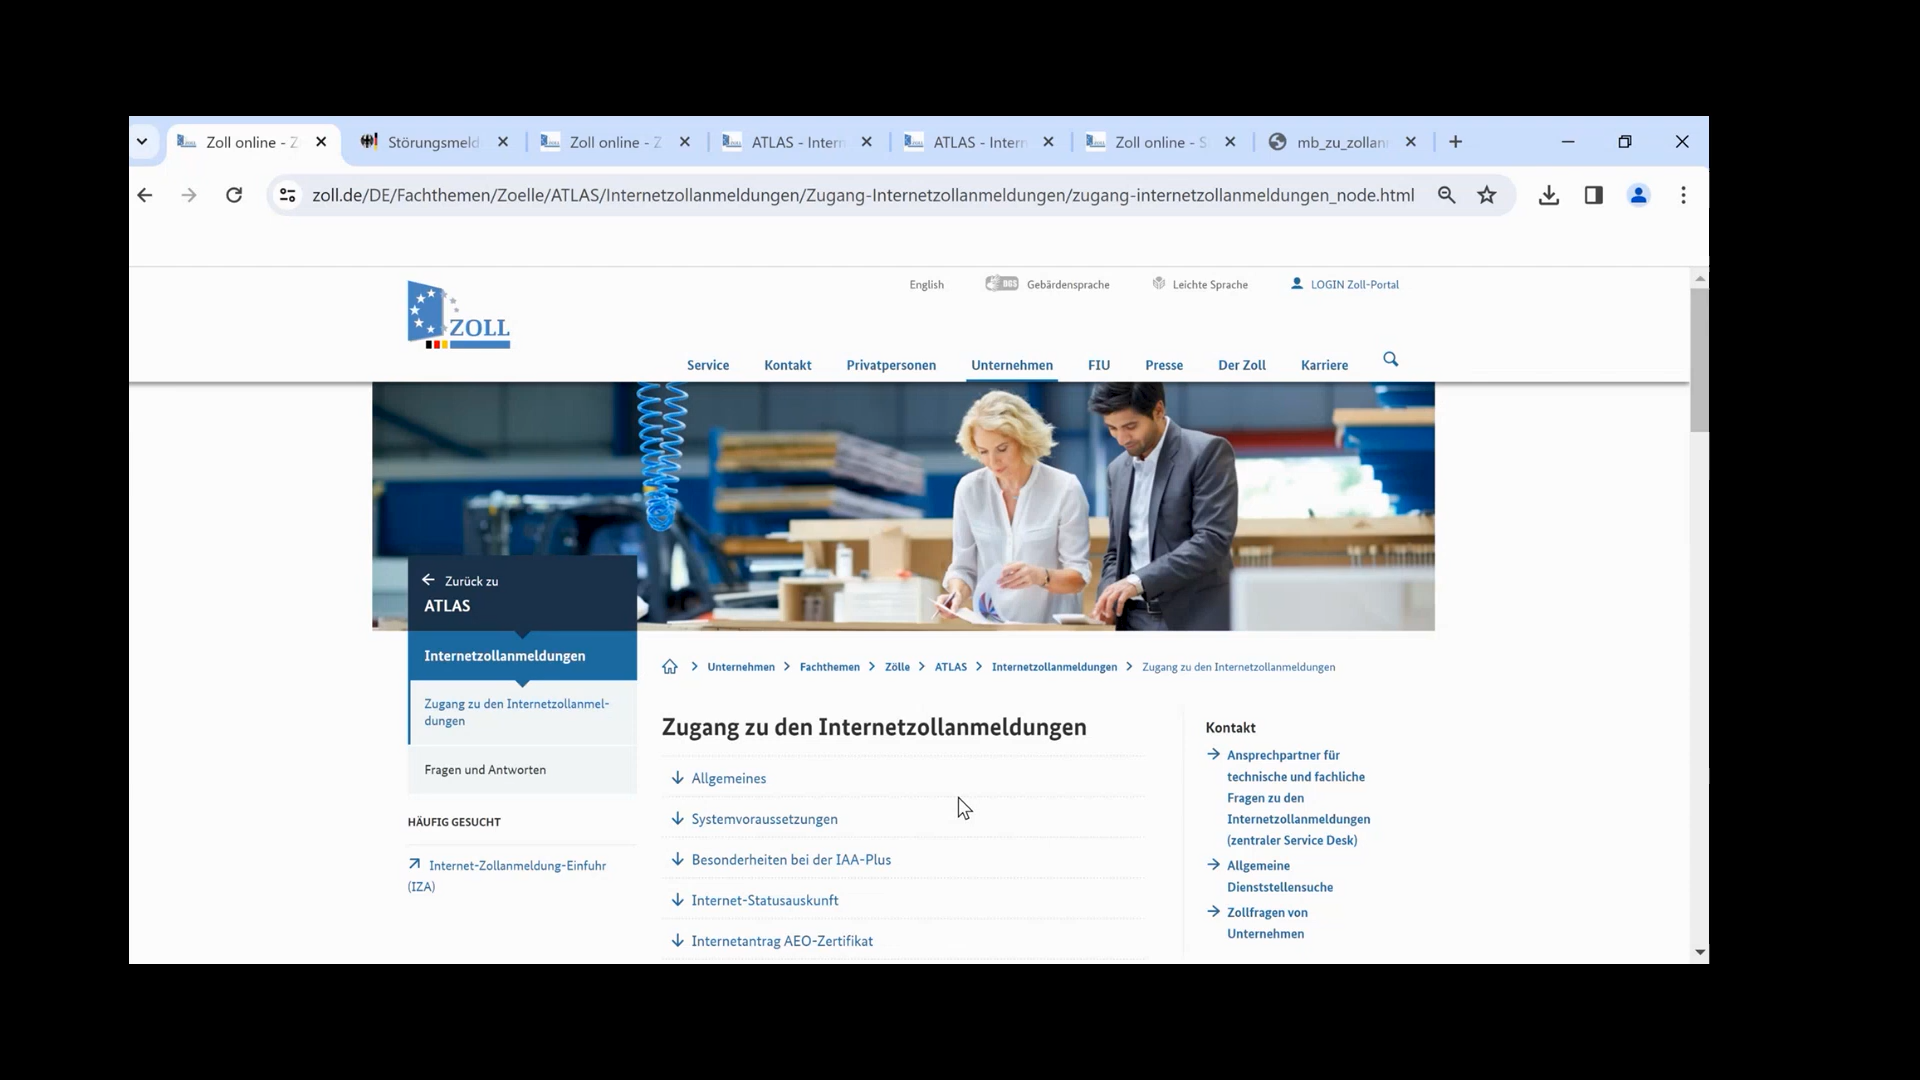 Zoll online - Z
Störungsmeld
Zoll online - Z
ATLAS - Intern
ATLAS - Intern
Zoll online - S
mb_zu_zollan
zoll.de/DE/Fachthemen/Zoelle/ATLAS/Internetzollanmeldungen/Zugang-Internetzollanmeldungen/zugang-internetzollanmeldungen_node.html
English
DGS
Gebärdensprache
Leichte Sprache
LOGIN Zoll-Portal
ZOLL
Service
Kontakt
Privatpersonen
Unternehmen
FIU
Presse
Der Zoll
Karriere
Zurück zu
ATLAS
Internetzollanmeldungen
Zugang zu den Internetzollanmel-
dungen
Fragen und Antworten
HÄUFIG GESUCHT
Internet-Zollanmeldung-Einfuhr
(IZA)
Unternehmen > Fachthemen > Zölle > ATLAS > Internetzollanmeldungen > Zugang zu den Internetzollanmeldungen
Zugang zu den Internetzollanmeldungen
Allgemeines
Systemvoraussetzungen
Besonderheiten bei der IAA-Plus
Internet-Statusauskunft
Internetantrag AEO-Zertifikat
Kontakt
Ansprechpartner für
technische und fachliche
Fragen zu den
Internetzollanmeldungen
(zentraler Service Desk)
Allgemeine
Dienststellensuche
Zollfragen von
Unternehmen